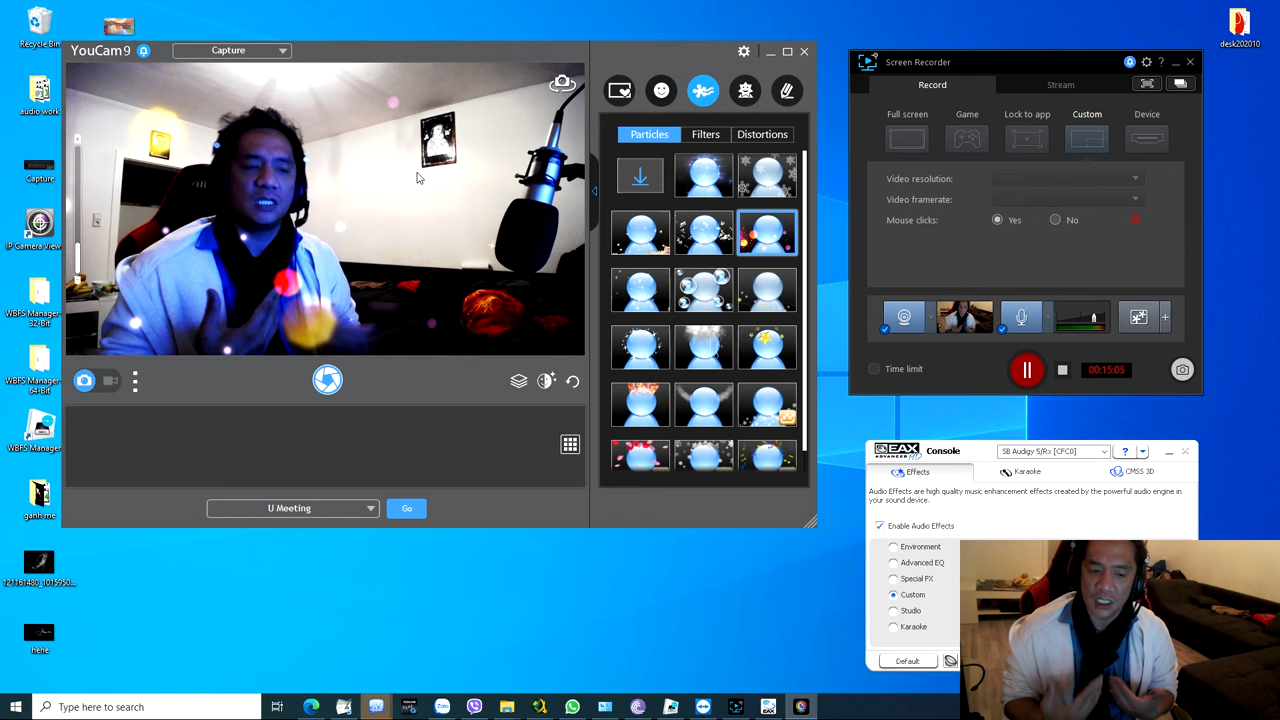 Recycle Bin
audio work
Capture
IP Camera View
WBFS Manager
32-Bit
WBFS Manager
64-Bit
WBFS Manager
ganh me
121161480_1015950...
hehe
YouCam 9
Capture
Particles
Filters
Distortions
U Meeting
Go
Screen Recorder
Record
Stream
Full screen
Game
Lock to app
Custom
Device
Video resolution:
Video framerate:
Mouse clicks:
Yes
No
Time limit
00:15:05
desk202010
EAX
ADVANCED HD
Console
SB Audigy 5/Rx [CFC0]
?
Effects
Karaoke
CMSS 3D
Audio Effects are high quality music enhancement effects created by the powerful audio engine in
your sound device.
Enable Audio Effects
Environment
Advanced EQ
Special FX
Custom
Studio
Karaoke
Default
Type here to search